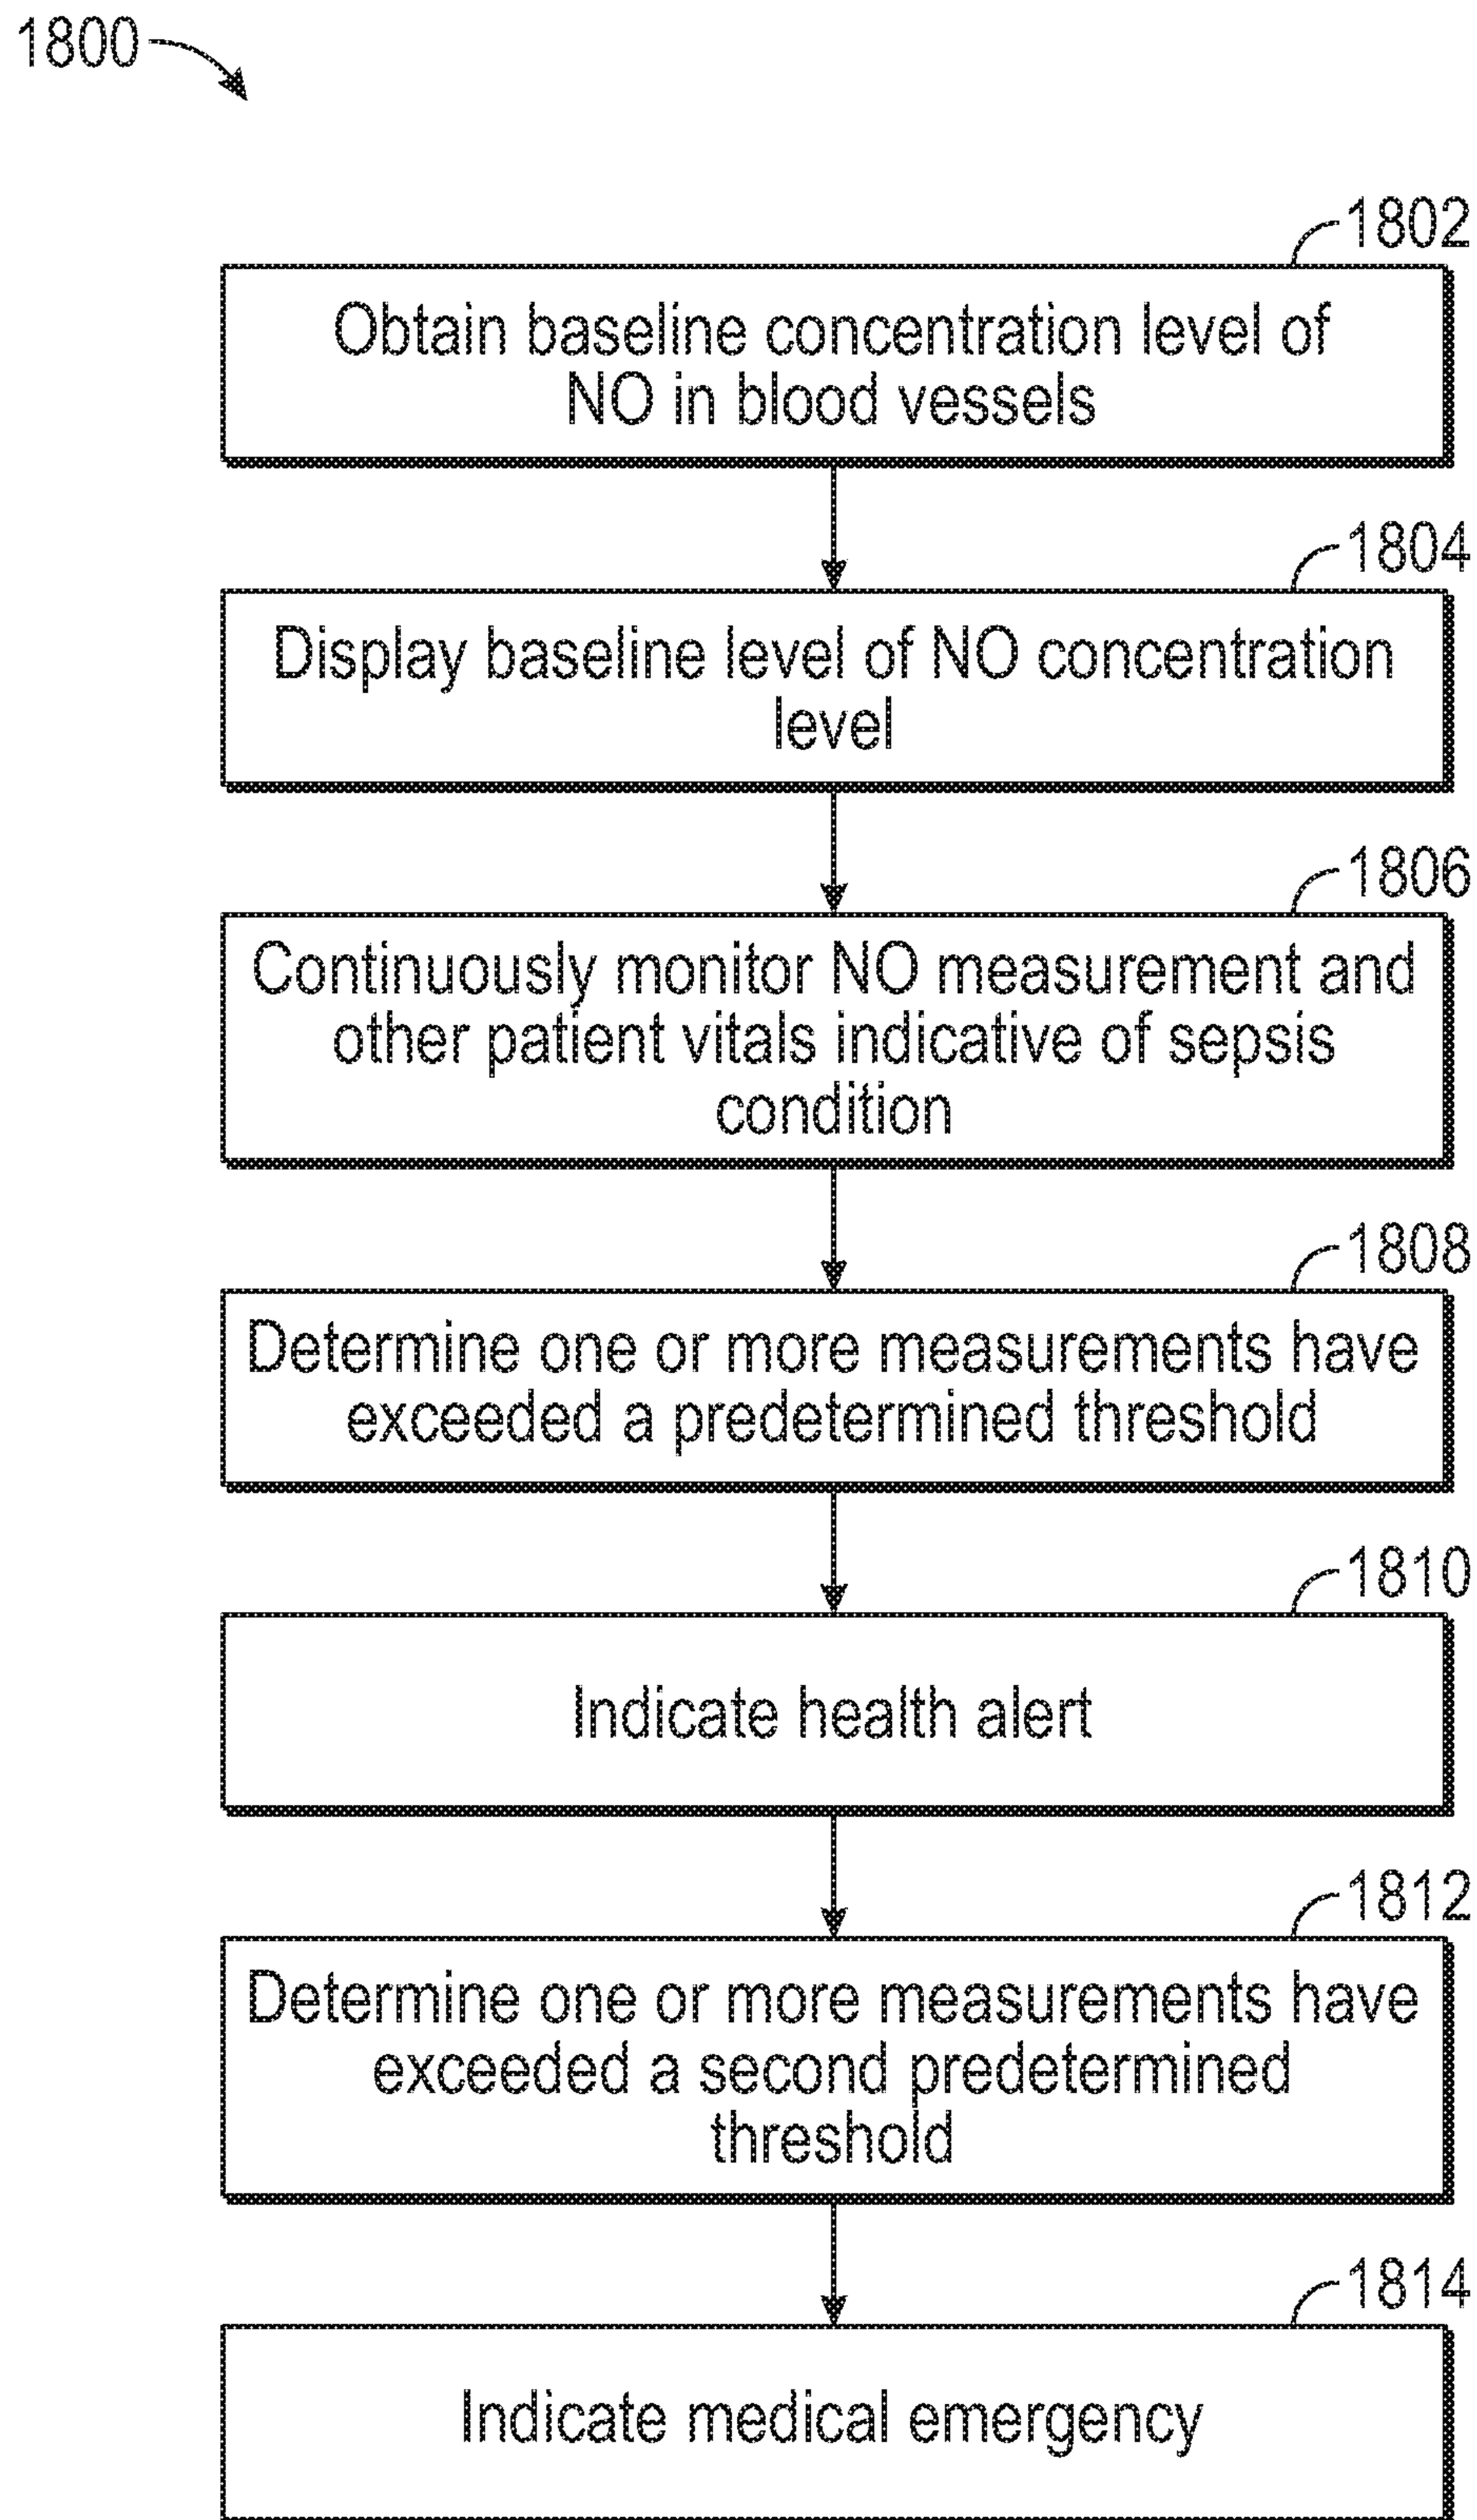 1800
1802
Obtain baseline concentration level of
NO in blood vessels
1804
Display baseline level of NO concentration
level
1806
Continuously monitor NO measurement and
other patient vitals indicative of sepsis
condition
1808
Determine one or more measurements have
exceeded a predetermined threshold
1810
Indicate health alert
1812
Determine one or more measurements have
exceeded a second predetermined
threshold
1814
Indicate medical emergency